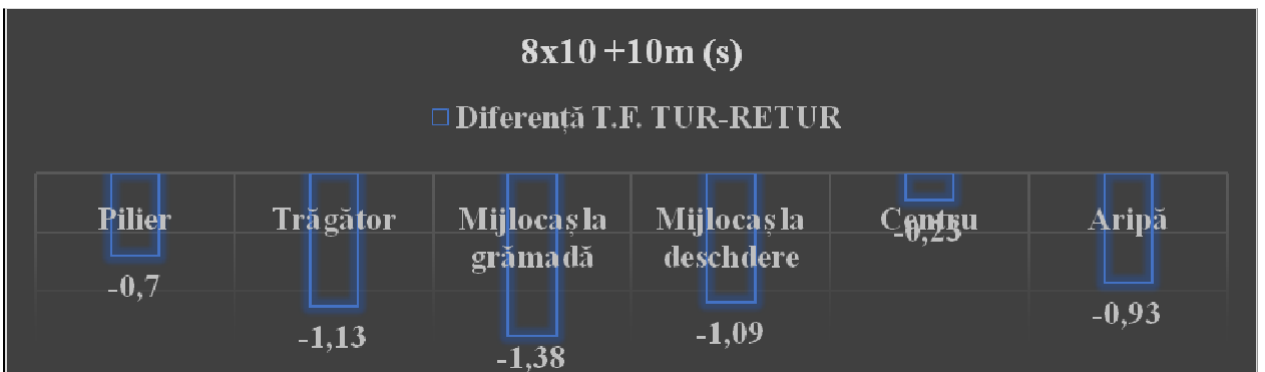 8x10 +10m (s)
Diferență T.F. TUR-RETUR
Pilier
Trăgător
Mijlocaș la
grămadă
Mijlocaș la
deschdere
Centru
Aripă
-0,7
-1,13
-1,38
-1,09
-0,23
-0,93